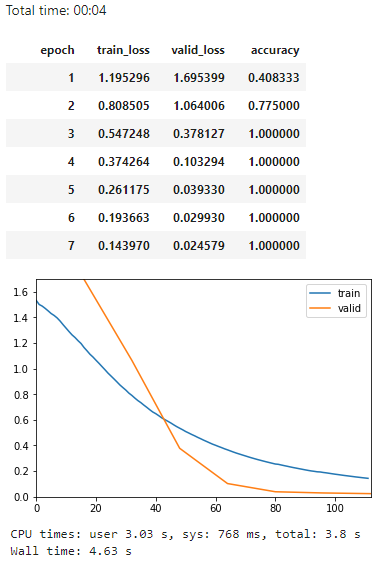 Total time: 00:04
epoch train_loss valid_loss accuracy
1 1.195296 1.695399 0.408333
2 0.808505 1.064006 0.775000
3 0.547248 0.378127 1.000000
4 0.374264 0.103294 1.000000
5 0.261175 0.039330 1.000000
6 0.193663 0.029930 1.000000
7 0.143970 0.024579 1.000000
train
valid
1.6
1.4
1.2
1.0
0.8
0.6
0.4
0.2
0.0
0 20 40 60 80 100
CPU times: user 3.03 s, sys: 768 ms, total: 3.8 s
Wall time: 4.63 s